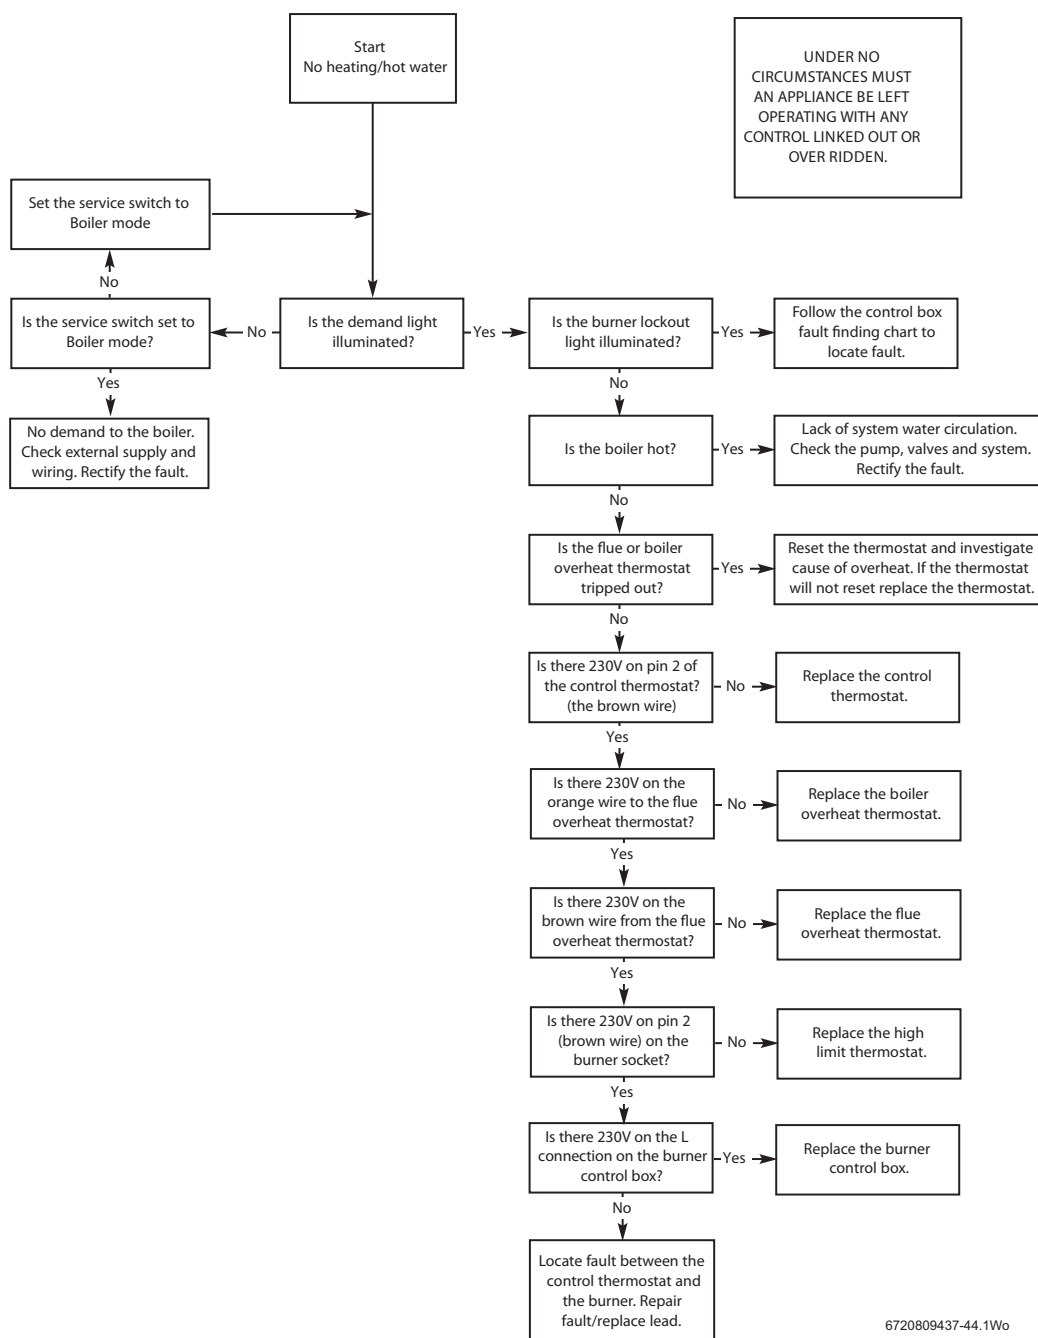 Start
No heating/hot water
UNDER NO
CIRCUMSTANCES MUST
AN APPLIANCE BE LEFT
OPERATING WITH ANY
CONTROL LINKED OUT OR
OVER RIDDEN.
Set the service switch to
Boiler mode
No
Is the service switch set to
Boiler mode?
No
Is the demand light
illuminated?
Yes
Is the burner lockout
light illuminated?
Yes
Follow the control box
fault finding chart to
locate fault.
Yes
No
No demand to the boiler.
Check external supply and
wiring. Rectify the fault.
Is the boiler hot?
Yes
Lack of system water circulation.
Check the pump, valves and system.
Rectify the fault.
No
Is the flue or boiler
overheat thermostat
tripped out?
Yes
Reset the thermostat and investigate
cause of overheat. If the thermostat
will not reset replace the thermostat.
No
Is there 230V on pin 2 of
the control thermostat?
(the brown wire)
No
Replace the control
thermostat.
Yes
Is there 230V on the
orange wire to the flue
overheat thermostat?
No
Replace the boiler
overheat thermostat.
Yes
Is there 230V on the
brown wire from the flue
overheat thermostat?
No
Replace the flue
overheat thermostat.
Yes
Is there 230V on pin 2
(brown wire) on the
burner socket?
No
Replace the high
limit thermostat.
Yes
Is there 230V on the L
connection on the burner
control box?
Yes
Replace the burner
control box.
No
Locate fault between the
control thermostat and
the burner. Repair
fault/replace lead.
6720809437-44.1Wo